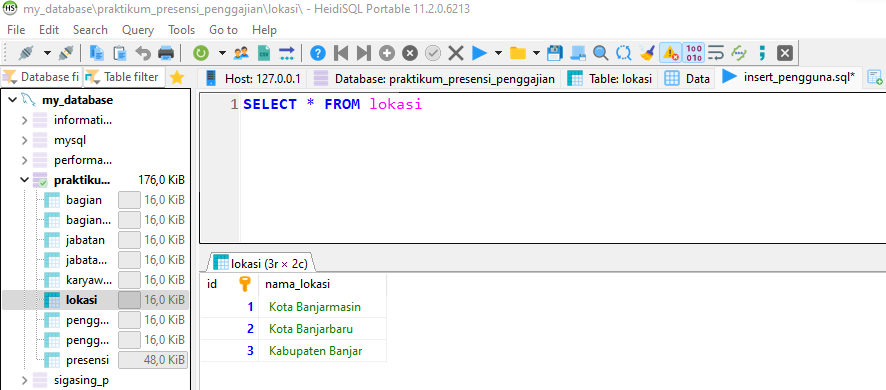 my_database\praktikum_presensi_penggajian\lokasi\ - HeidiSQL Portable 11.2.0.6213
File Edit Search Query Tools Go to Help
Database fi Table filter Host: 127.0.0.1 Database: praktikum_presensi_penggajian Table: lokasi Data insert_pengguna.sql*
my_database
informati...
mysql
performa...
praktiku... 176,0 KiB
bagian 16,0 KiB
bagian... 16,0 KiB
jabatan 16,0 KiB
jabata... 16,0 KiB
karyaw... 16,0 KiB
lokasi 16,0 KiB
pengg... 16,0 KiB
pengg... 16,0 KiB
presensi 48,0 KiB
sigasing_p
1 SELECT * FROM lokasi
lokasi (3r × 2c)
id nama_lokasi
1 Kota Banjarmasin
2 Kota Banjarbaru
3 Kabupaten Banjar